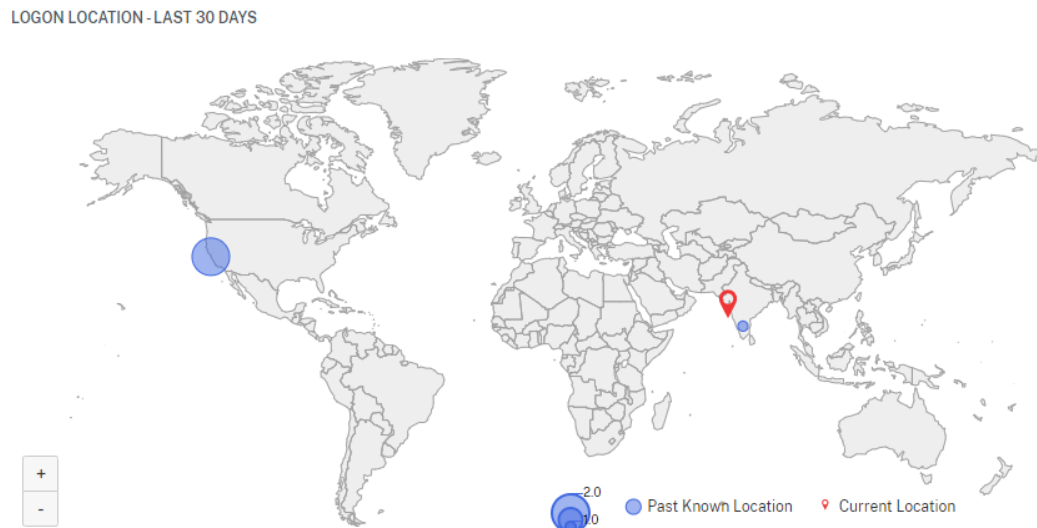 LOGON LOCATION - LAST 30 DAYS
+
-
2.0
1.0
Past Known Location
Current Location